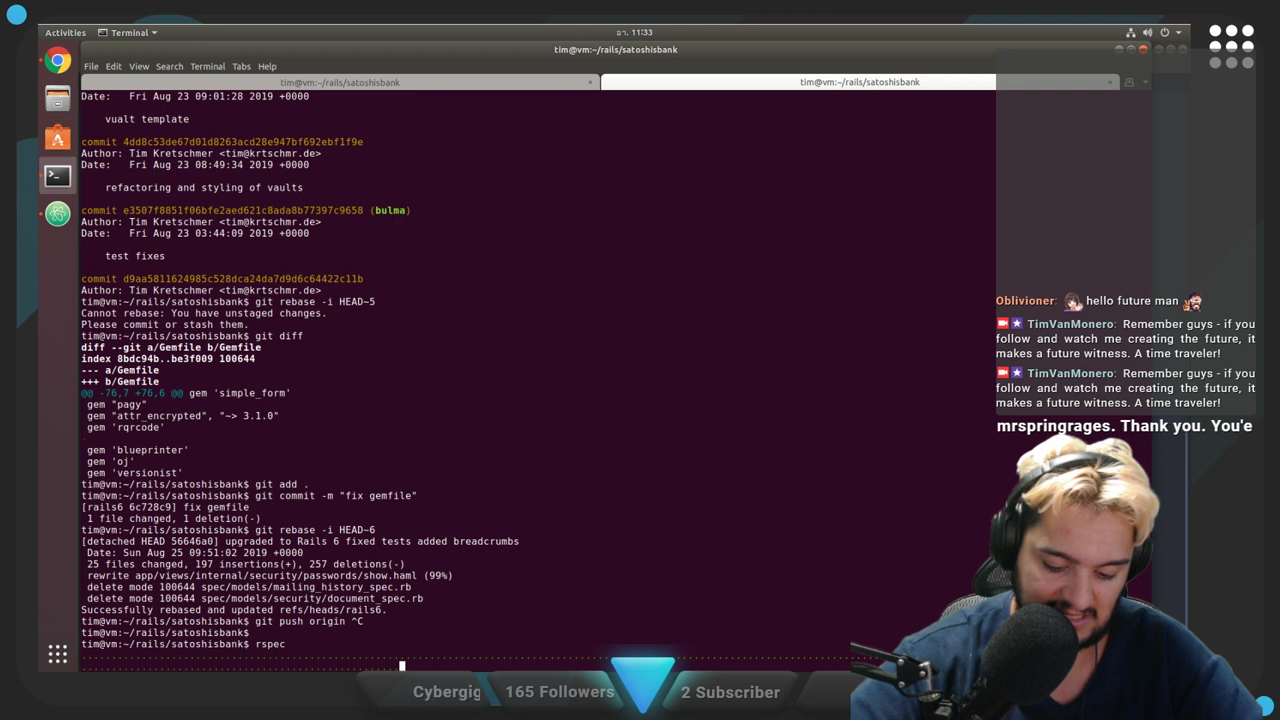 Activities
Terminal
อา. 11:33
tim@vm:~/rails/satoshisbank
File Edit View Search Terminal Tabs Help
tim@vm:~/rails/satoshisbank × tim@vm:~/rails/satoshisbank ×
Date: Fri Aug 23 09:01:28 2019 +0000
vualt template
commit 4dd8c53de67d01d8263acd28e947bf692ebf1f9e
Author: Tim Kretschmer <tim@krtschmr.de>
Date: Fri Aug 23 08:49:34 2019 +0000
refactoring and styling of vaults
commit e3507f8851f06bfe2aed621c8ada8b77397c9658 (bulma)
Author: Tim Kretschmer <tim@krtschmr.de>
Date: Fri Aug 23 03:44:09 2019 +0000
test fixes
commit d9aa5811624985c528dca24da7d9d6c64422c11b
Author: Tim Kretschmer <tim@krtschmr.de>
tim@vm:~/rails/satoshisbank$ git rebase -i HEAD~5
Cannot rebase: You have unstaged changes.
Please commit or stash them.
tim@vm:~/rails/satoshisbank$ git diff
diff --git a/Gemfile b/Gemfile
index 8bdc94b..be3f009 100644
--- a/Gemfile
+++ b/Gemfile
@@ -76,7 +76,6 @@ gem 'simple_form'
gem "pagy"
gem "attr_encrypted", "~> 3.1.0"
gem 'rqrcode'
-
gem 'blueprinter'
gem 'oj'
gem 'versionist'
tim@vm:~/rails/satoshisbank$ git add .
tim@vm:~/rails/satoshisbank$ git commit -m "fix gemfile"
[rails6 6c728c9] fix gemfile
1 file changed, 1 deletion(-)
tim@vm:~/rails/satoshisbank$ git rebase -i HEAD~6
[detached HEAD 56646a0] upgraded to Rails 6 fixed tests added breadcrumbs
Date: Sun Aug 25 09:51:02 2019 +0000
25 files changed, 197 insertions(+), 257 deletions(-)
rewrite app/views/internal/security/passwords/show.haml (99%)
delete mode 100644 spec/models/mailing_history_spec.rb
delete mode 100644 spec/models/security/document_spec.rb
Successfully rebased and updated refs/heads/rails6.
tim@vm:~/rails/satoshisbank$ git push origin ^C
tim@vm:~/rails/satoshisbank$
tim@vm:~/rails/satoshisbank$ rspec
Oblivioner: hello future man
TimVanMonero: Remember guys - if you
follow and watch me creating the future, it
makes a future witness. A time traveler!
TimVanMonero: Remember guys - if you
follow and watch me creating the future, it
makes a future witness. A time traveler!
mrspringrages. Thank you. You'e
Cybergig
165 Followers
2 Subscriber